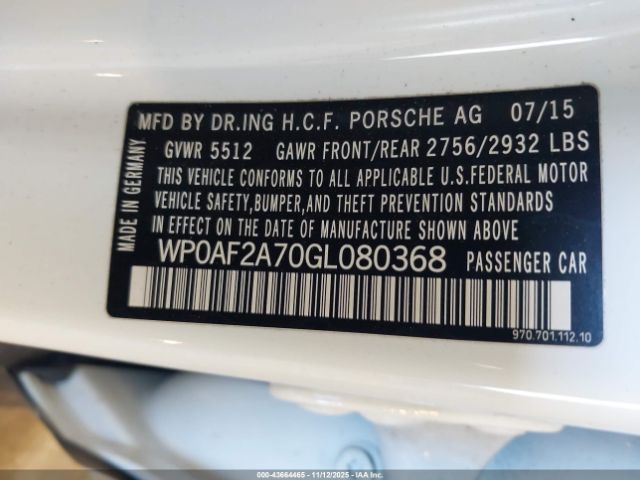 MFD BY DR.ING H.C.F. PORSCHE AG 07/15
GVWR 5512 GAWR FRONT/REAR 2756/2932 LBS
THIS VEHICLE CONFORMS TO ALL APPLICABLE U.S.FEDERAL MOTOR
VEHICLE SAFETY,BUMPER,AND THEFT PREVENTION STANDARDS
IN EFFECT ON THE DATE OF MANUFACTURE SHOWN ABOVE
WP0AF2A70GL080368 PASSENGER CAR
MADE IN GERMANY
970.701.112.10
000-43664465 - 11/12/2025 - IAAI.com